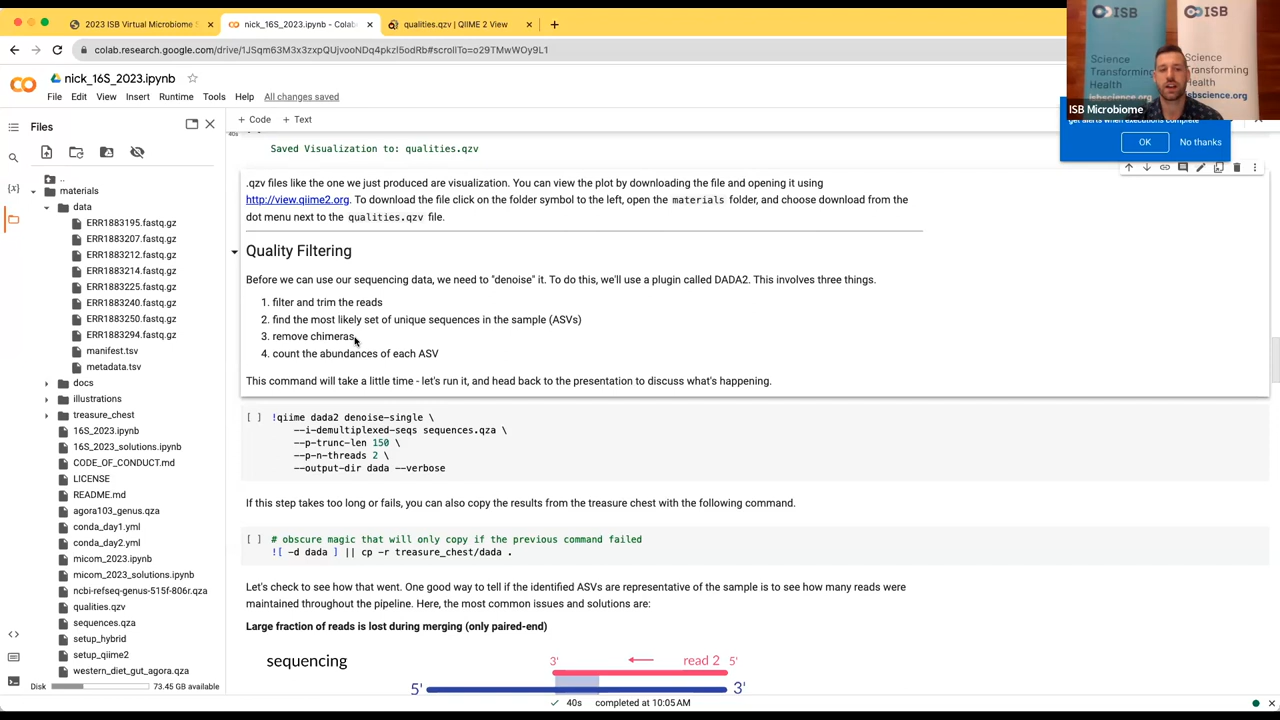 2023 ISB Virtual Microbiome S
nick_16S_2023.ipynb - Colab
qualities.qzv | QIIME 2 View
colab.research.google.com/drive/1JSqm63M3x3zxpQUjvooNDq4pkzl5odRb#scrollTo=o29TMwWOy9L1
ISB
ISB
Science
Transforming
Health
isbscience.org
Science
Transforming
Health
isbscience.org
ISB Microbiome
get alerts when executions complete
OK
No thanks
nick_16S_2023.ipynb
File Edit View Insert Runtime Tools Help All changes saved
Files
+ Code + Text
..
materials
data
ERR1883195.fastq.gz
ERR1883207.fastq.gz
ERR1883212.fastq.gz
ERR1883214.fastq.gz
ERR1883225.fastq.gz
ERR1883240.fastq.gz
ERR1883250.fastq.gz
ERR1883294.fastq.gz
manifest.tsv
metadata.tsv
docs
illustrations
treasure_chest
16S_2023.ipynb
16S_2023_solutions.ipynb
CODE_OF_CONDUCT.md
LICENSE
README.md
agora103_genus.qza
conda_day1.yml
conda_day2.yml
micom_2023.ipynb
micom_2023_solutions.ipynb
ncbi-refseq-genus-515f-806r.qza
qualities.qzv
sequences.qza
setup_hybrid
setup_qiime2
western_diet_gut_agora.qza
Disk 73.45 GB available
40s
Saved Visualization to: qualities.qzv
.qzv files like the one we just produced are visualization. You can view the plot by downloading the file and opening it using
http://view.qiime2.org. To download the file click on the folder symbol to the left, open the materials folder, and choose download from the
dot menu next to the qualities.qzv file.
Quality Filtering
Before we can use our sequencing data, we need to "denoise" it. To do this, we'll use a plugin called DADA2. This involves three things.
1. filter and trim the reads
2. find the most likely set of unique sequences in the sample (ASVs)
3. remove chimeras
4. count the abundances of each ASV
This command will take a little time - let's run it, and head back to the presentation to discuss what's happening.
[ ] !qiime dada2 denoise-single \
--i-demultiplexed-seqs sequences.qza \
--p-trunc-len 150 \
--p-n-threads 2 \
--output-dir dada --verbose
If this step takes too long or fails, you can also copy the results from the treasure chest with the following command.
[ ] # obscure magic that will only copy if the previous command failed
![ -d dada ] || cp -r treasure_chest/dada .
Let's check to see how that went. One good way to tell if the identified ASVs are representative of the sample is to see how many reads were
maintained throughout the pipeline. Here, the most common issues and solutions are:
Large fraction of reads is lost during merging (only paired-end)
sequencing
3' read 2 5'
5' 3'
40s completed at 10:05 AM